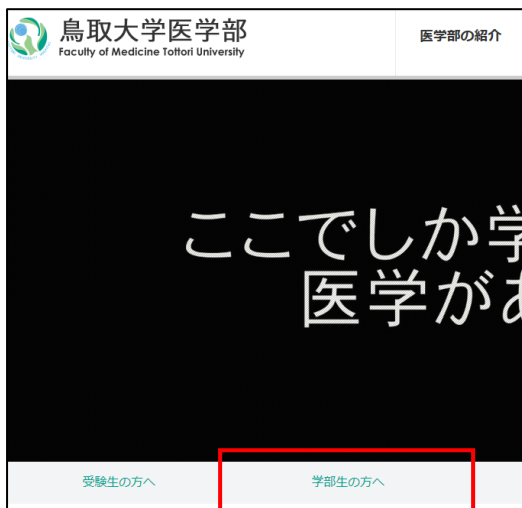 鳥取大学医学部
Faculty of Medicine Tottori University
医学部の紹介
ここでしか学
医学があ
受験生の方へ
学部生の方へ